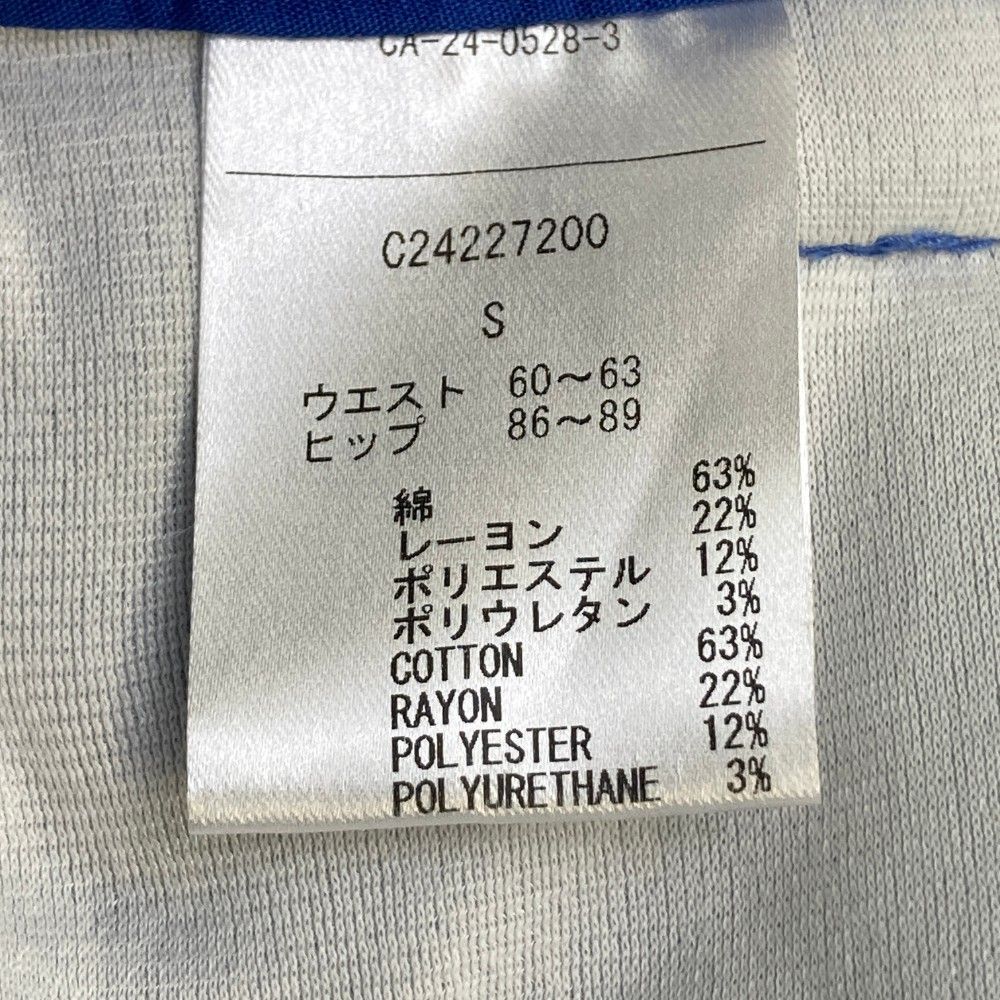 CA-24-0528-3
C24227200
S
ウエスト 60～63
ヒップ 86～89
綿 63%
レーヨン 22%
ポリエステル 12%
ポリウレタン 3%
COTTON 63%
RAYON 22%
POLYESTER 12%
POLYURETHANE 3%